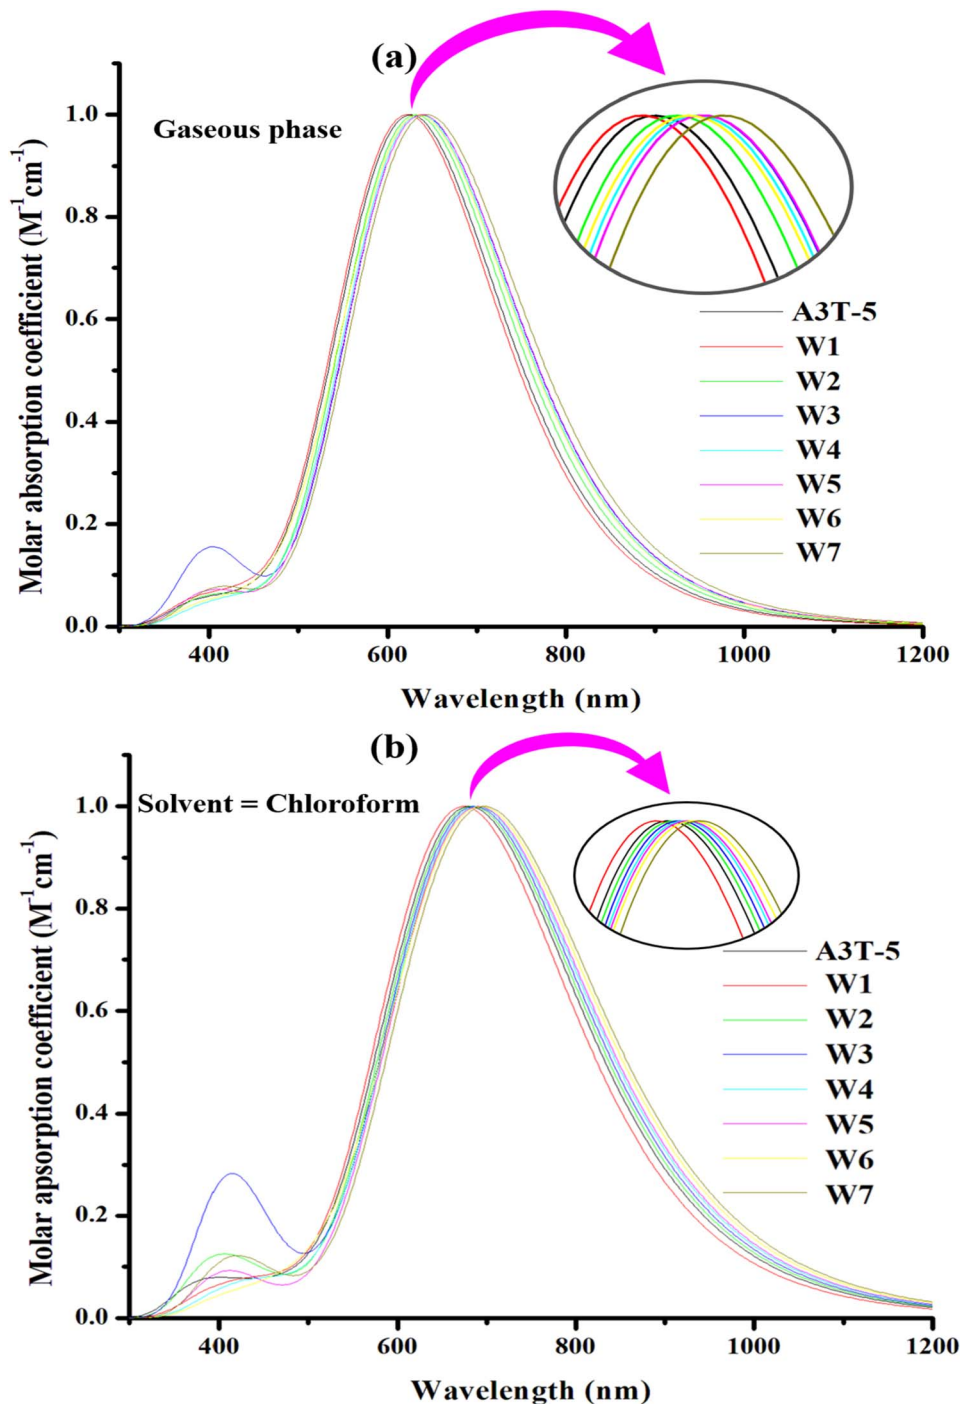 (a)
Gaseous phase
Molar absorption coefficient (M⁻¹cm⁻¹)
1.0
0.8
0.6
0.4
0.2
0.0
A3T-5
W1
W2
W3
W4
W5
W6
W7
400 600 800 1000 1200
Wavelength (nm)
(b)
Solvent = Chloroform
Molar apsorption coefficient (M⁻¹cm⁻¹)
1.0
0.8
0.6
0.4
0.2
0.0
A3T-5
W1
W2
W3
W4
W5
W6
W7
400 600 800 1000 1200
Wavelength (nm)